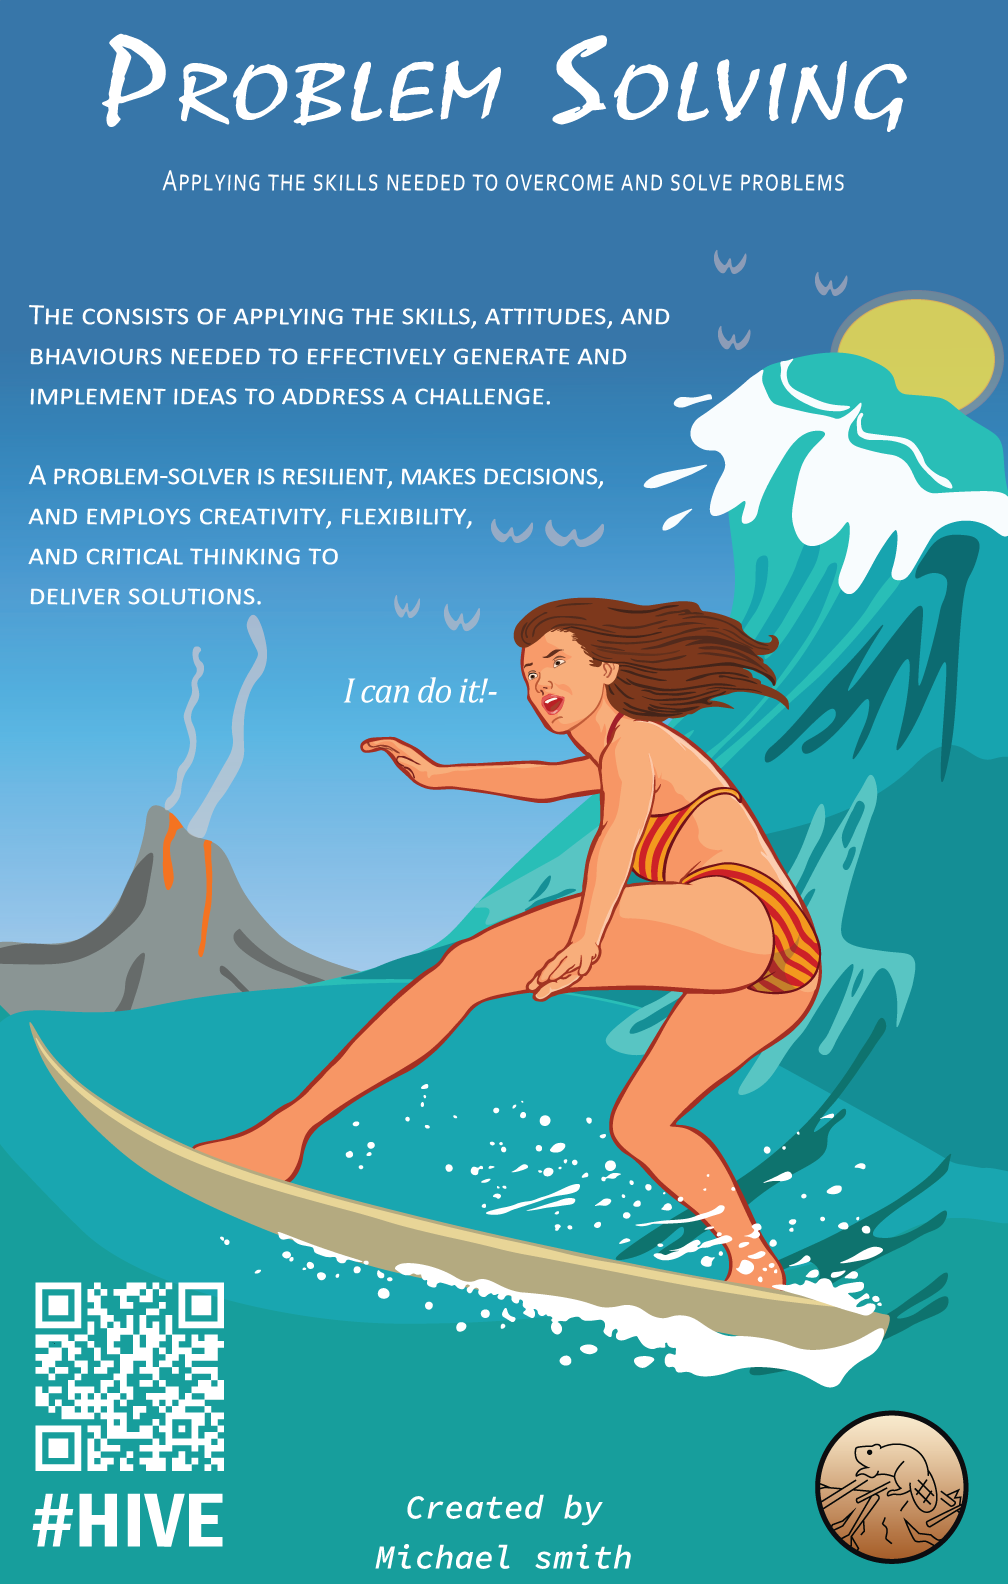 Problem Solving
Applying the skills needed to overcome and solve problems
The consists of applying the skills, attitudes, and
bhaviours needed to effectively generate and
implement ideas to address a challenge.
A problem-solver is resilient, makes decisions,
and employs creativity, flexibility,
and critical thinking to
deliver solutions.
I can do it!-
#HIVE
Created by
Michael smith